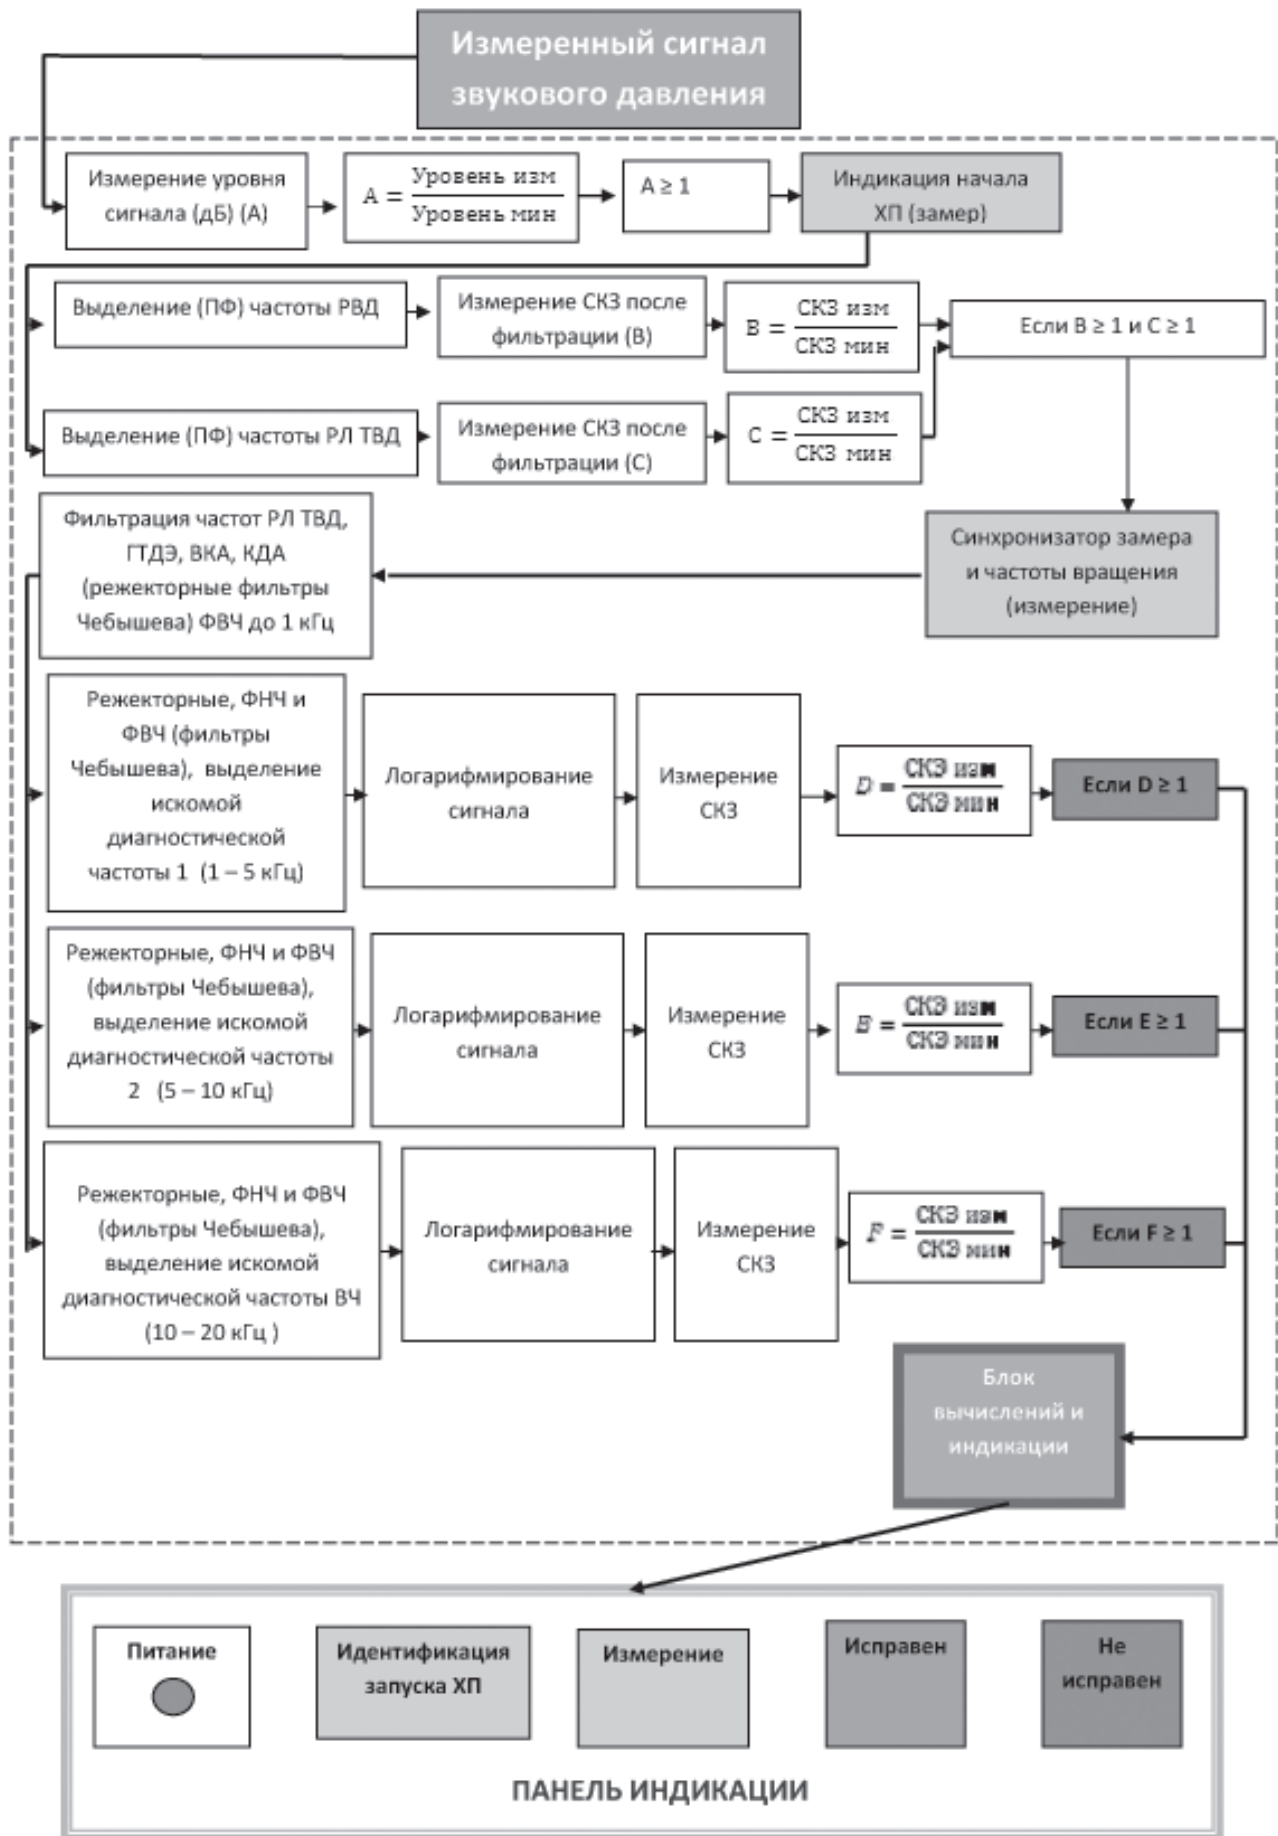 Измеренный сигнал
звукового давления
Измерение уровня
сигнала (дБ) (А)
А = Уровень изм
Уровень мин
А ≥ 1
Индикация начала
ХП (замер)
Выделение (ПФ) частоты РВД
Измерение СКЗ после
фильтрации (В)
В = СКЗ изм
СКЗ мин
Если В ≥ 1 и С ≥ 1
Выделение (ПФ) частоты РЛ ТВД
Измерение СКЗ после
фильтрации (С)
С = СКЗ изм
СКЗ мин
Фильтрация частот РЛ ТВД,
ГТДЭ, ВКА, КДА
(режекторные фильтры
Чебышева) ФВЧ до 1 кГц
Синхронизатор замера
и частоты вращения
(измерение)
Режекторные, ФНЧ и
ФВЧ (фильтры
Чебышева), выделение
искомой
диагностической
частоты 1 (1 – 5 кГц)
Логарифмирование
сигнала
Измерение
СКЗ
D = СКЗ изм
СКЗ мин
Если D ≥ 1
Режекторные, ФНЧ и ФВЧ
(фильтры Чебышева),
выделение искомой
диагностической частоты
2 (5 – 10 кГц)
Логарифмирование
сигнала
Измерение
СКЗ
E = СКЗ изм
СКЗ мин
Если E ≥ 1
Режекторные, ФНЧ и ФВЧ
(фильтры Чебышева),
выделение искомой
диагностической частоты ВЧ
(10 – 20 кГц )
Логарифмирование
сигнала
Измерение
СКЗ
F = СКЗ изм
СКЗ мин
Если F ≥ 1
Блок
вычислений и
индикации
Питание
Идентификация
запуска ХП
Измерение
Исправен
Не
исправен
ПАНЕЛЬ ИНДИКАЦИИ